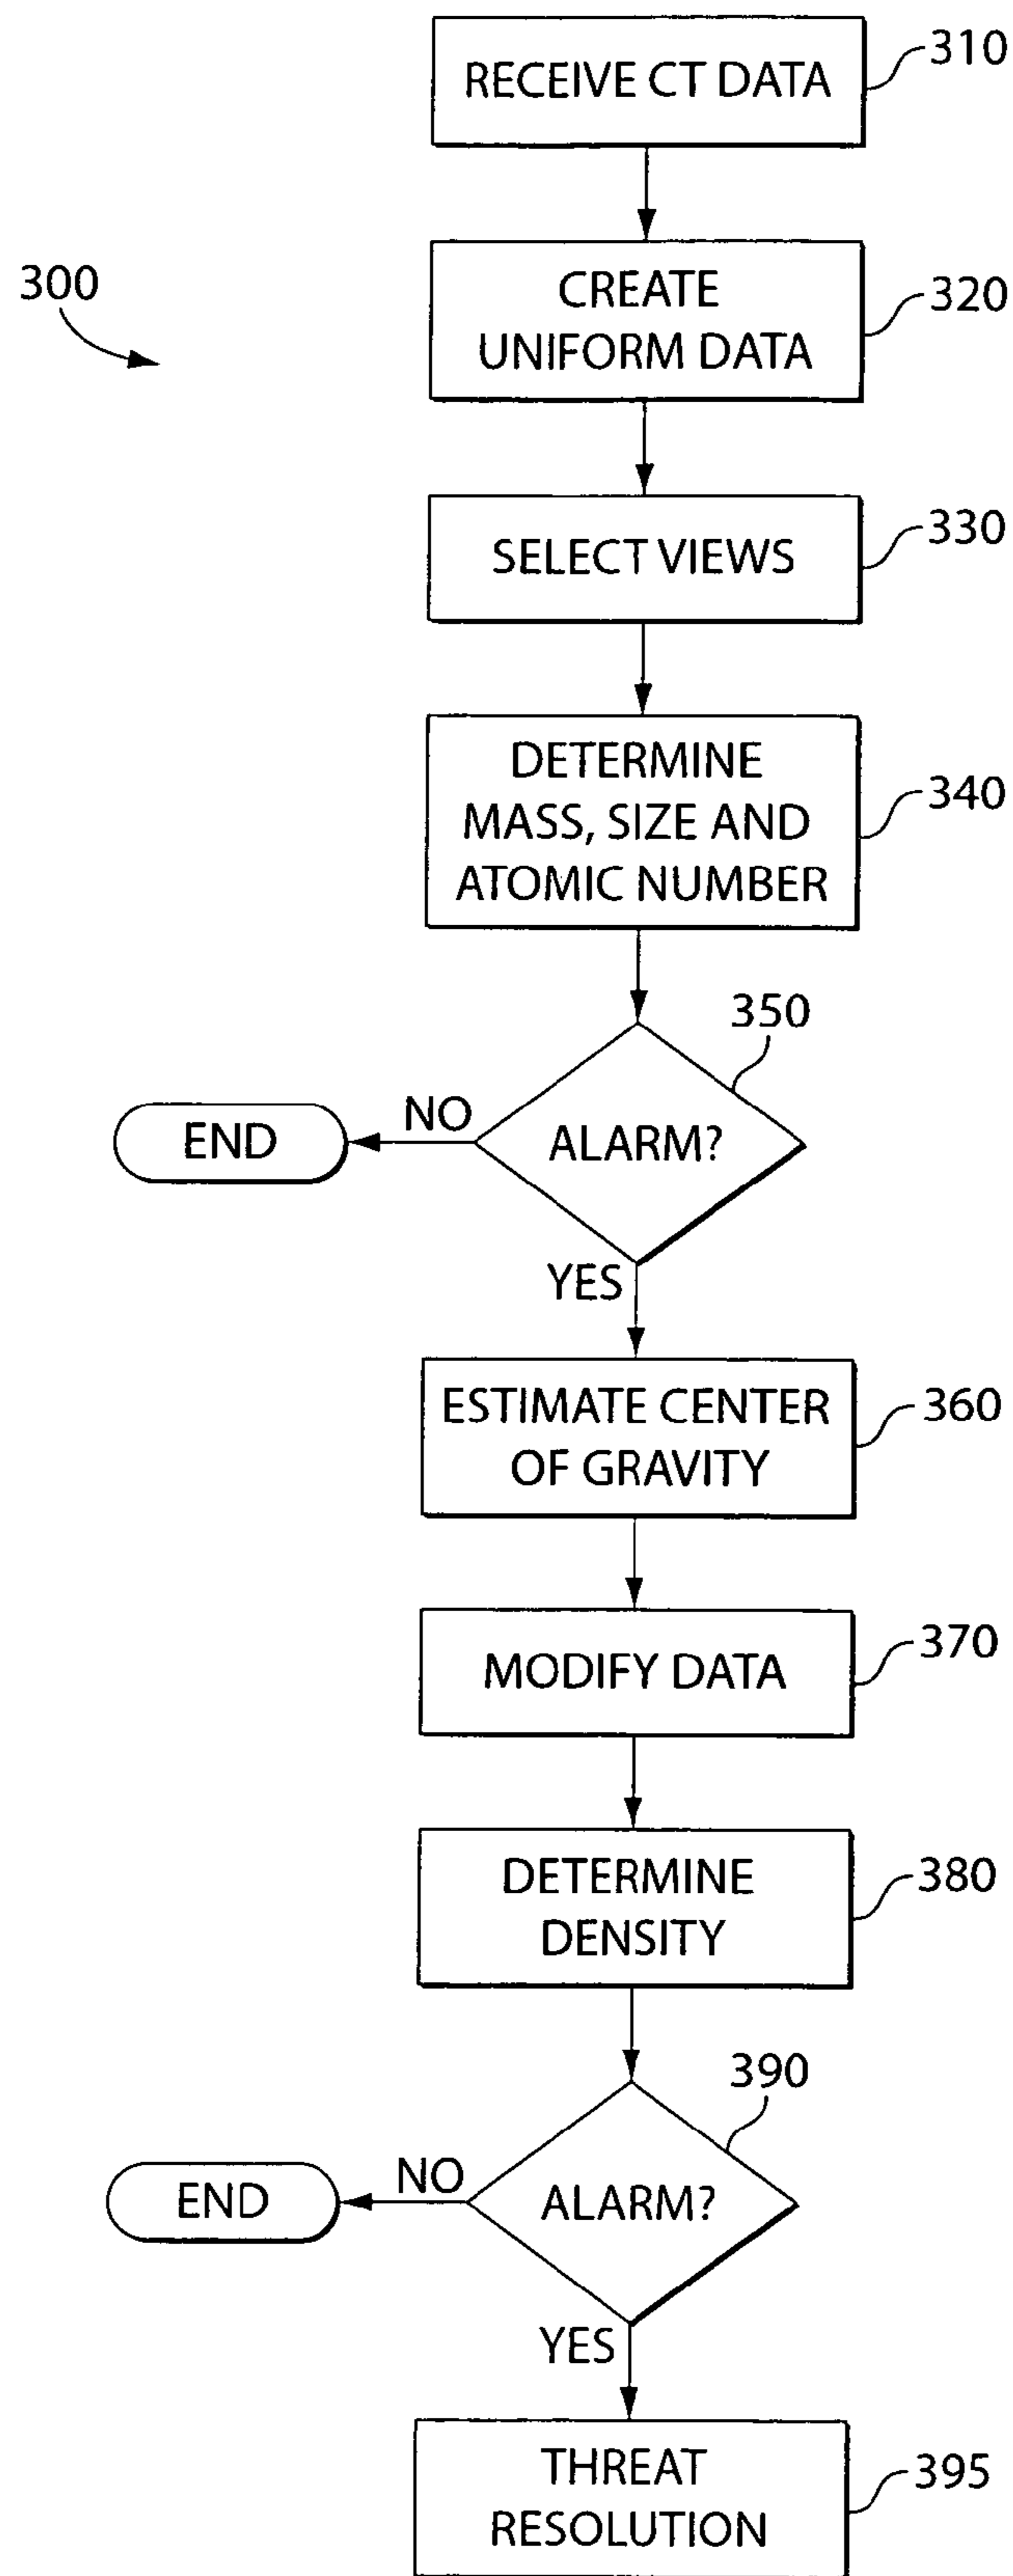 RECEIVE CT DATA
310
300
CREATE
UNIFORM DATA
320
SELECT VIEWS
330
DETERMINE
MASS, SIZE AND
ATOMIC NUMBER
340
350
ALARM?
NO
END
YES
ESTIMATE CENTER
OF GRAVITY
360
MODIFY DATA
370
DETERMINE
DENSITY
380
390
ALARM?
NO
END
YES
THREAT
RESOLUTION
395